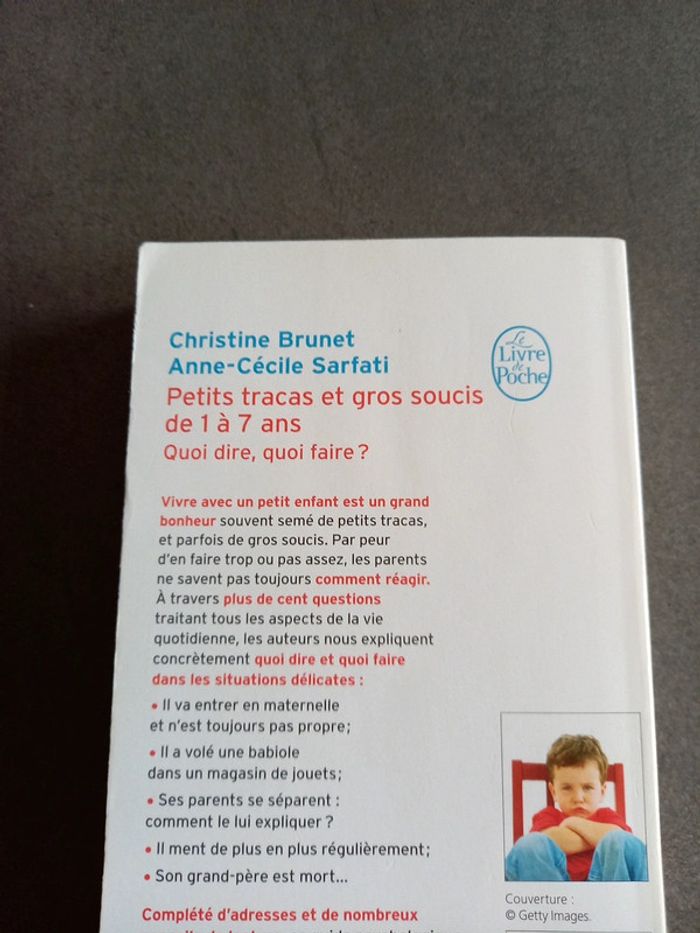 Christine Brunet
Anne-Cécile Sarfati
Le
Livre
de
Poche
Petits tracas et gros soucis
de 1 à 7 ans
Quoi dire, quoi faire ?
Vivre avec un petit enfant est un grand
bonheur souvent semé de petits tracas,
et parfois de gros soucis. Par peur
d'en faire trop ou pas assez, les parents
ne savent pas toujours comment réagir.
À travers plus de cent questions
traitant tous les aspects de la vie
quotidienne, les auteurs nous expliquent
concrètement quoi dire et quoi faire
dans les situations délicates :
• Il va entrer en maternelle
et n'est toujours pas propre ;
• Il a volé une babiole
dans un magasin de jouets ;
• Ses parents se séparent :
comment le lui expliquer ?
• Il ment de plus en plus régulièrement ;
• Son grand-père est mort...
Complété d'adresses et de nombreux
Couverture :
© Getty Images.